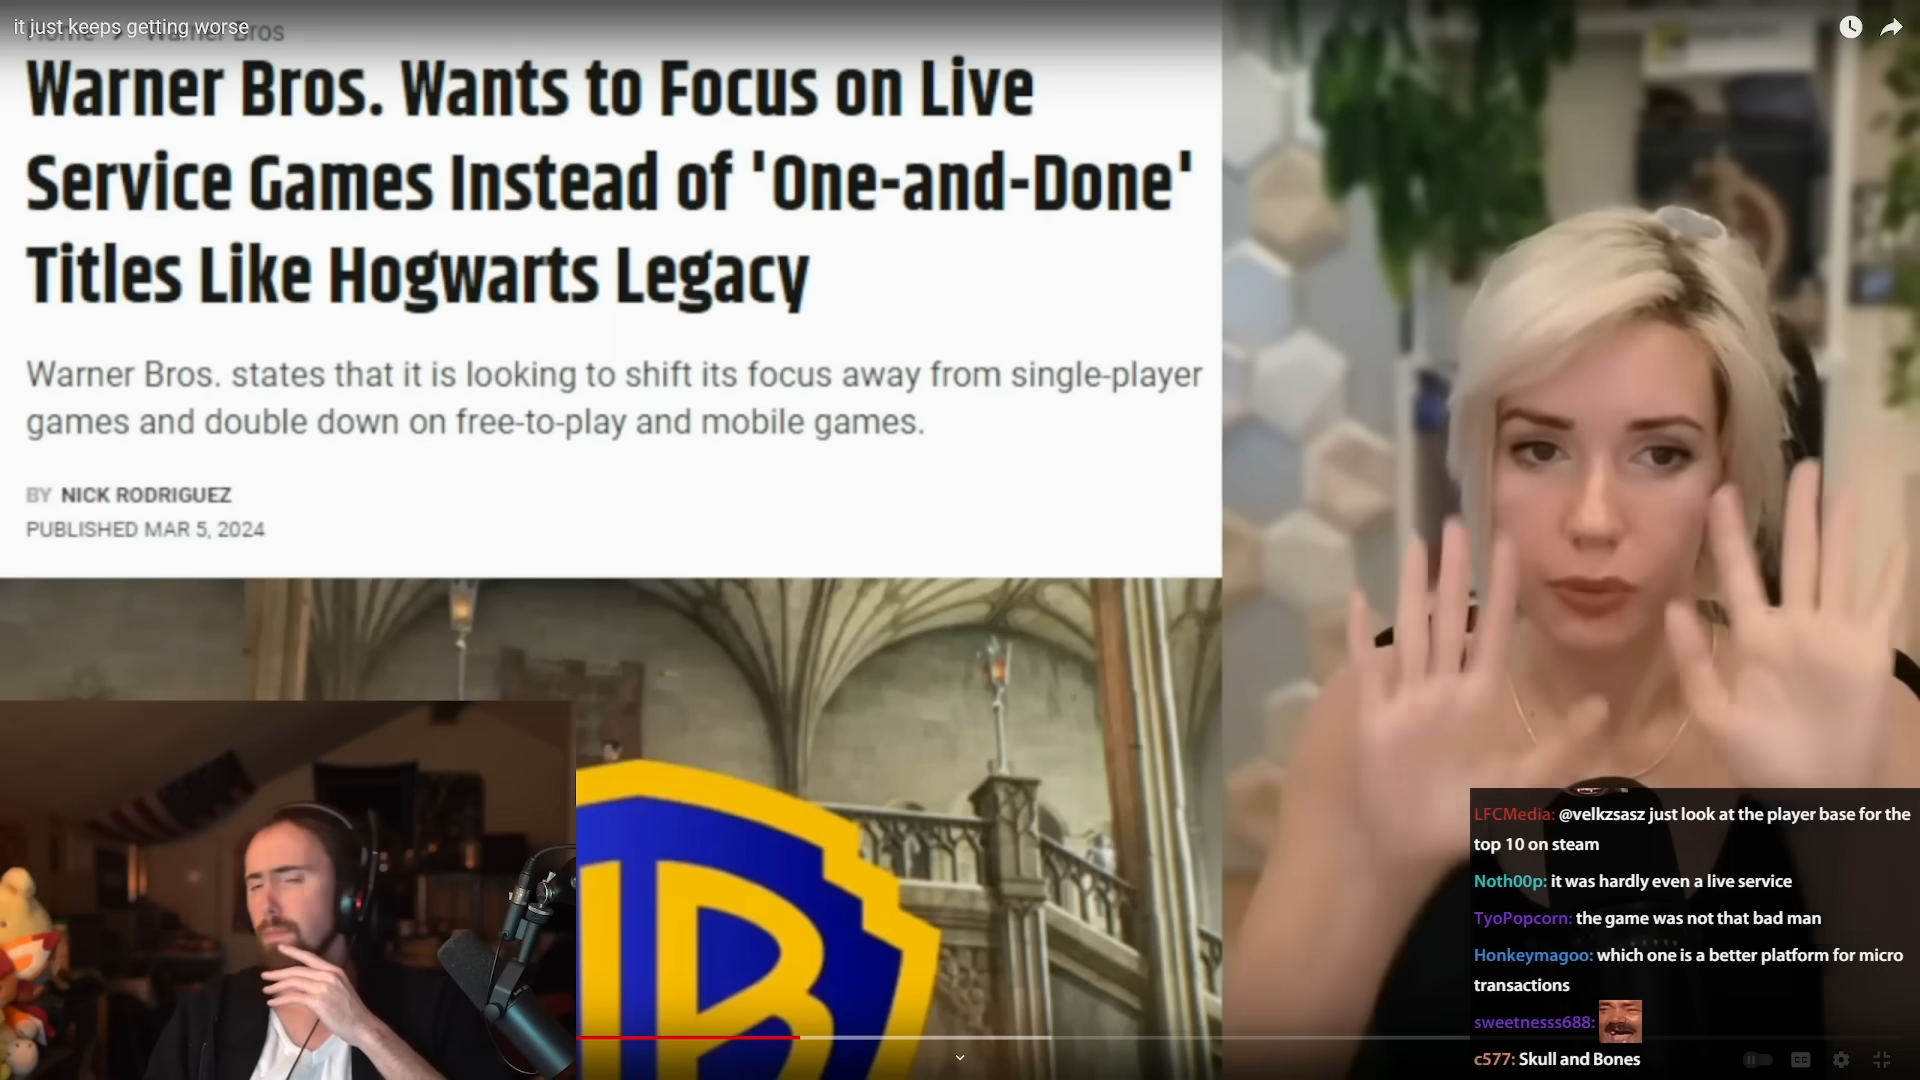 it just keeps getting worse
Home > Warner Bros
Warner Bros. Wants to Focus on Live
Service Games Instead of 'One-and-Done'
Titles Like Hogwarts Legacy
Warner Bros. states that it is looking to shift its focus away from single-player
games and double down on free-to-play and mobile games.
BY NICK RODRIGUEZ
PUBLISHED MAR 5, 2024
LFCMedia: @velkzsasz just look at the player base for the
top 10 on steam
Noth00p: it was hardly even a live service
TyoPopcorn: the game was not that bad man
Honkeymagoo: which one is a better platform for micro
transactions
sweetnesss688:
c577: Skull and Bones
CC